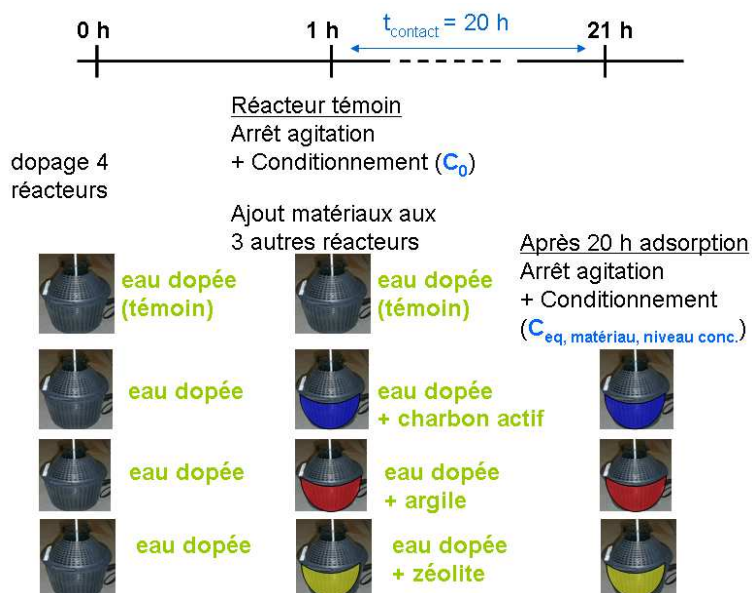 0 h
1 h
t contact = 20 h
21 h
dopage 4
réacteurs
Réacteur témoin
Arrêt agitation
+ Conditionnement (C0)
Ajout matériaux aux
3 autres réacteurs
Après 20 h adsorption
Arrêt agitation
+ Conditionnement
(Ceq, matériau, niveau conc.)
eau dopée
(témoin)
eau dopée
(témoin)
eau dopée
eau dopée
+ charbon actif
eau dopée
eau dopée
+ argile
eau dopée
eau dopée
+ zéolite